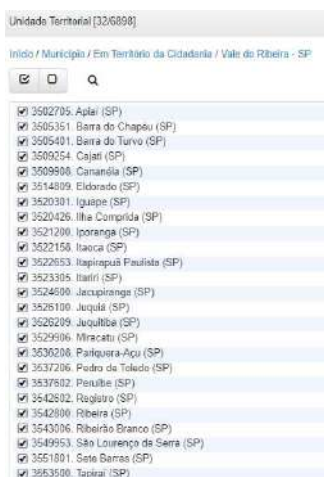 Unidade Territorial [32/6898]
Início / Município / Em Território da Cidadania / Vale do Ribeira - SP
3502705. Apiaí (SP)
3505351. Barra do Chapéu (SP)
3505401. Barra do Turvo (SP)
3509254. Cajati (SP)
3509908. Cananéia (SP)
3514809. Eldorado (SP)
3520301. Iguape (SP)
3520426. Ilha Comprida (SP)
3521200. Iporanga (SP)
3522158. Itaoca (SP)
3522653. Itapirapuã Paulista (SP)
3523305. Itariri (SP)
3524600. Jacupiranga (SP)
3526100. Juquiá (SP)
3526209. Juquitiba (SP)
3529906. Miracatu (SP)
3536208. Pariquera-Açu (SP)
3537206. Pedro de Toledo (SP)
3537602. Peruíbe (SP)
3542602. Registro (SP)
3542800. Ribeira (SP)
3543006. Ribeirão Branco (SP)
3549953. São Lourenço da Serra (SP)
3551801. Sete Barras (SP)
3553500. Tapiraí (SP)